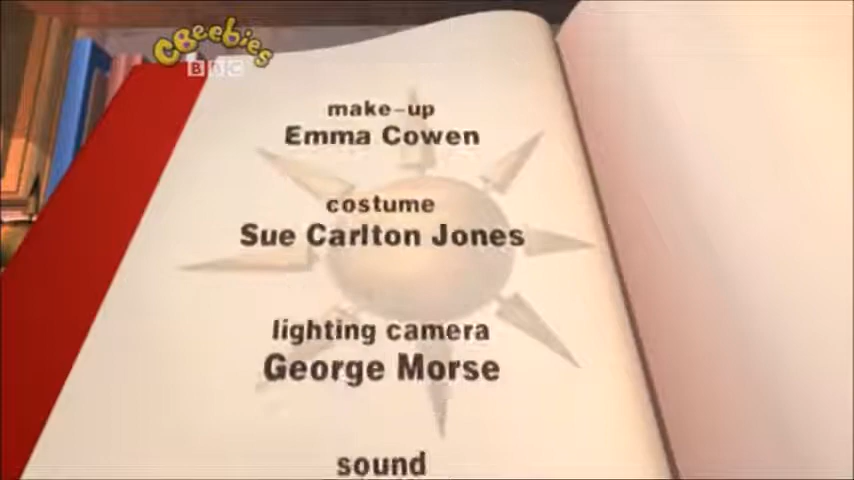 CBeebies
BBC
make-up
Emma Cowen
costume
Sue Carlton Jones
lighting camera
George Morse
sound